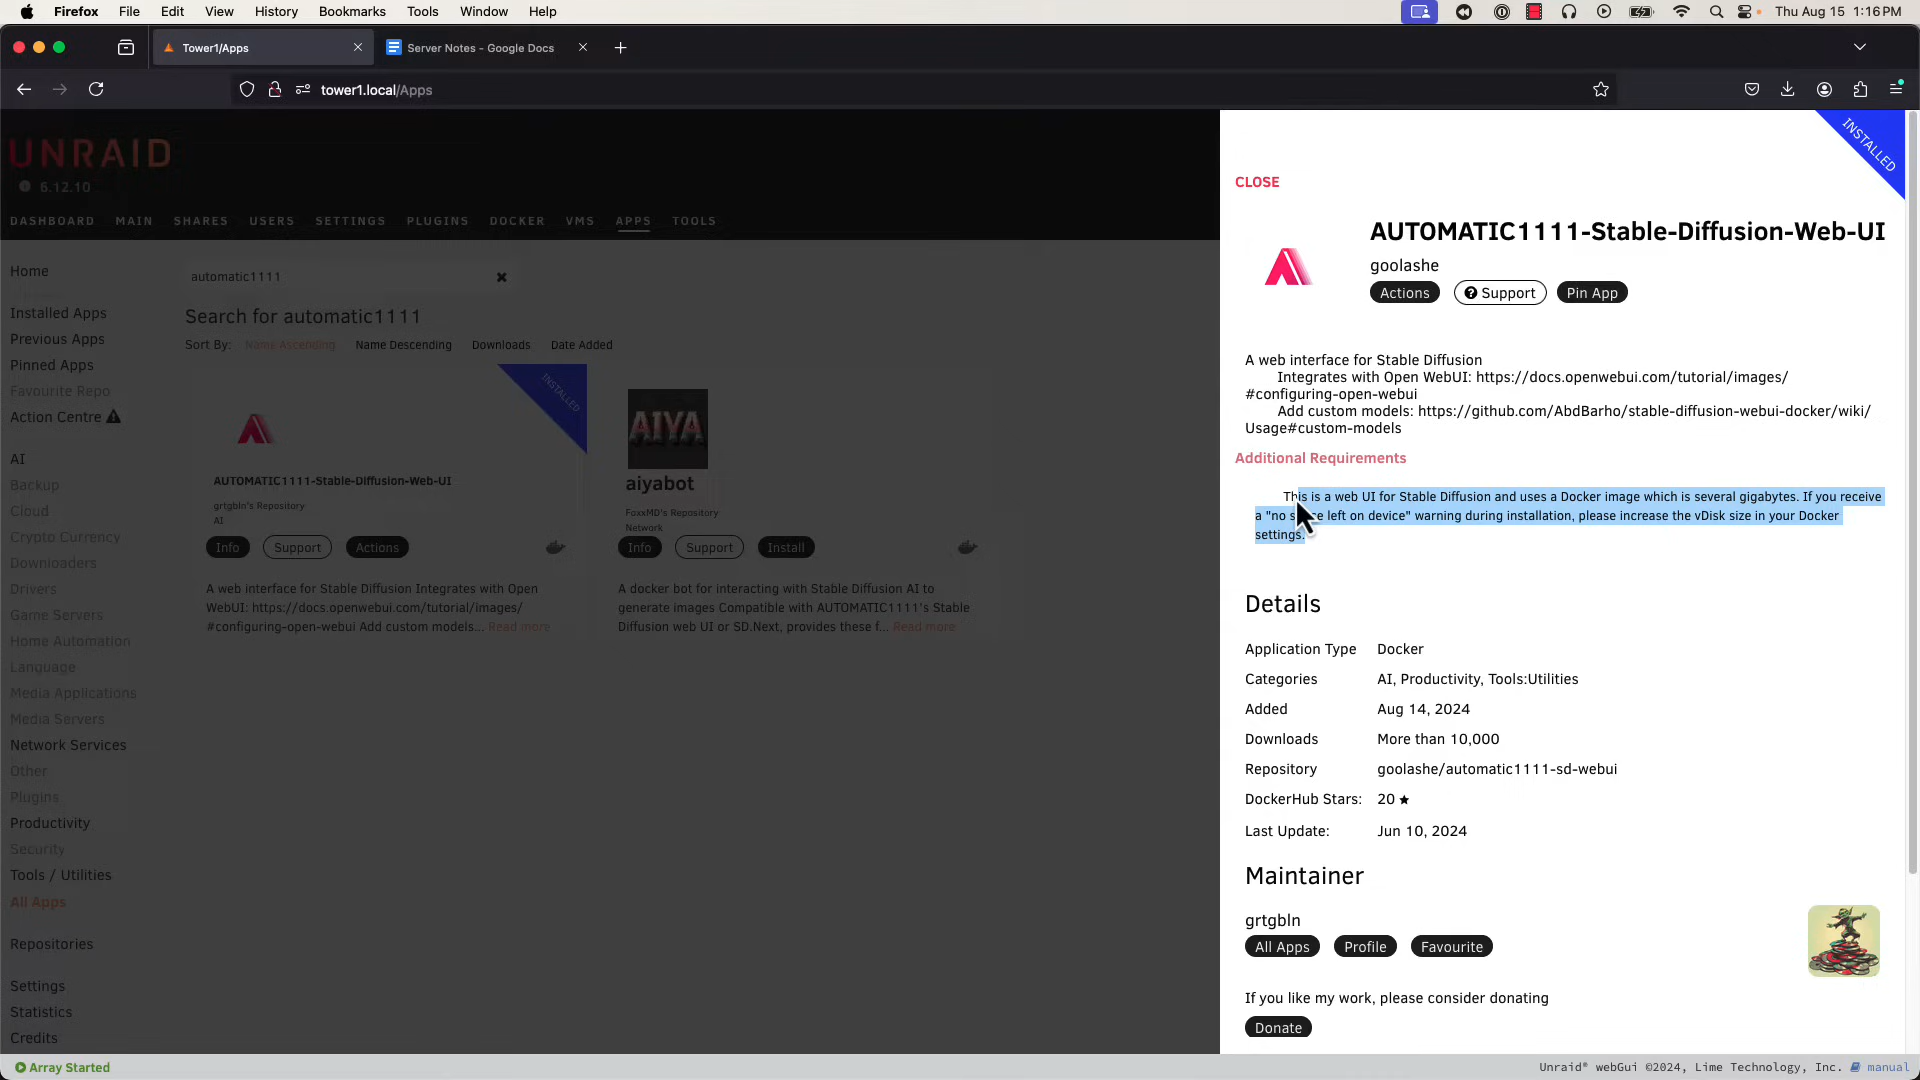 Firefox File Edit View History Bookmarks Tools Window Help Thu Aug 15 1:16 PM
Tower1/Apps Server Notes - Google Docs
tower1.local/Apps
UNRAID
6.12.10
DASHBOARD MAIN SHARES USERS SETTINGS PLUGINS DOCKER VMS APPS TOOLS
Home
Installed Apps
Previous Apps
Pinned Apps
Favourite Repo
Action Centre
AI
Backup
Cloud
Crypto Currency
Downloaders
Drivers
Game Servers
Home Automation
Language
Media Applications
Media Servers
Network Services
Other
Plugins
Productivity
Security
Tools / Utilities
All Apps
Repositories
Settings
Statistics
Credits
automatic1111
Search for automatic1111
Sort By: Name Ascending Name Descending Downloads Date Added
INSTALLED
AUTOMATIC1111-Stable-Diffusion-Web-UI
grtgbln's Repository
AI
Info Support Actions
A web interface for Stable Diffusion Integrates with Open
WebUI: https://docs.openwebui.com/tutorial/images/
#configuring-open-webui Add custom models... Read more
AIYA
aiyabot
FoxxMD's Repository
Network
Info Support Install
A docker bot for interacting with Stable Diffusion AI to
generate images Compatible with AUTOMATIC1111's Stable
Diffusion web UI or SD.Next, provides these f... Read more
INSTALLED
CLOSE
AUTOMATIC1111-Stable-Diffusion-Web-UI
goolashe
Actions Support Pin App
A web interface for Stable Diffusion
Integrates with Open WebUI: https://docs.openwebui.com/tutorial/images/
#configuring-open-webui
Add custom models: https://github.com/AbdBarho/stable-diffusion-webui-docker/wiki/
Usage#custom-models
Additional Requirements
This is a web UI for Stable Diffusion and uses a Docker image which is several gigabytes. If you receive
a "no left on device" warning during installation, please increase the vDisk size in your Docker
settings.
Details
Application Type Docker
Categories AI, Productivity, Tools:Utilities
Added Aug 14, 2024
Downloads More than 10,000
Repository goolashe/automatic1111-sd-webui
DockerHub Stars: 20
Last Update: Jun 10, 2024
Maintainer
grtgbln
All Apps Profile Favourite
If you like my work, please consider donating
Donate
Array Started Unraid® webGui ©2024, Lime Technology, Inc. manual